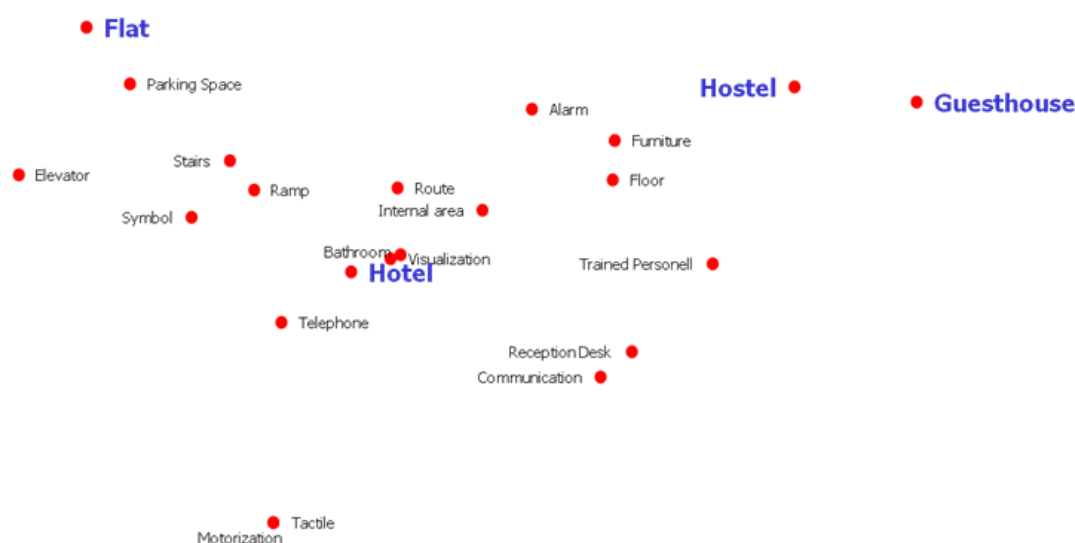 Flat
Parking Space
Hostel
Guesthouse
Alarm
Furniture
Stairs
Elevator
Ramp
Route
Floor
Internal area
Symbol
Bathroom
Visualization
Trained Personell
Hotel
Telephone
Reception Desk
Communication
Tactile
Motorization